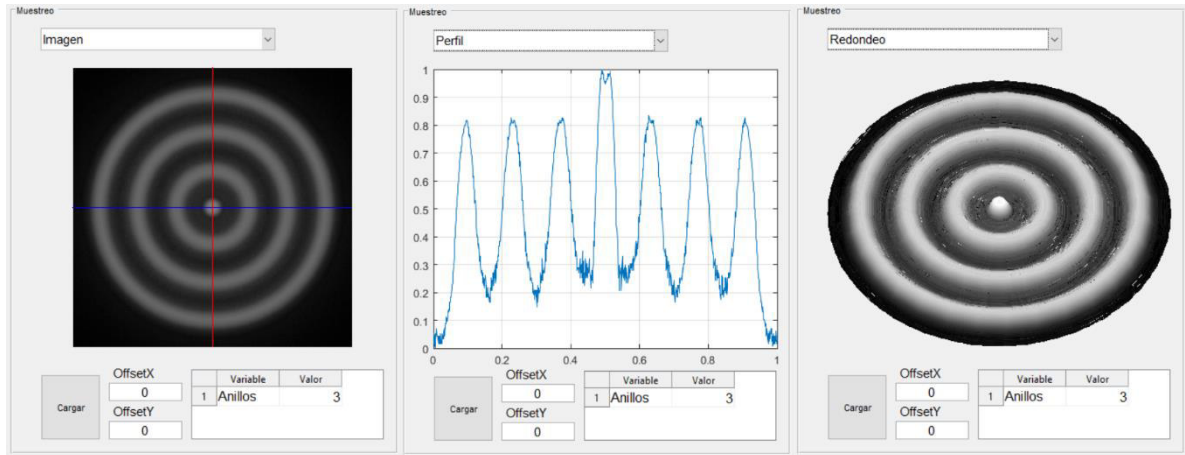 Muestreo
Imagen
Cargar
OffsetX
0
OffsetY
0
Variable Valor
1 Anillos 3
Muestreo
Perfil
1
0.9
0.8
0.7
0.6
0.5
0.4
0.3
0.2
0.1
0
0 0.2 0.4 0.6 0.8 1
Cargar
OffsetX
0
OffsetY
0
Variable Valor
1 Anillos 3
Muestreo
Redondeo
Cargar
OffsetX
0
OffsetY
0
Variable Valor
1 Anillos 3